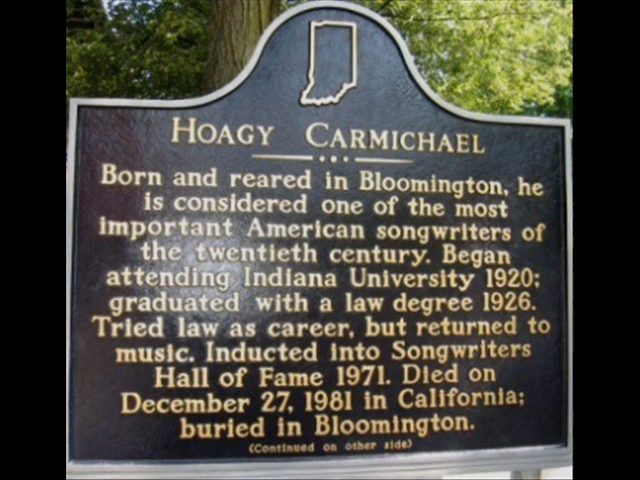 HOAGY CARMICHAEL
Born and reared in Bloomington, he
is considered one of the most
important American songwriters of
the twentieth century. Began
attending Indiana University 1920;
graduated with a law degree 1926.
Tried law as career, but returned to
music. Inducted into Songwriters
Hall of Fame 1971. Died on
December 27, 1981 in California;
buried in Bloomington.
(Continued on other side)